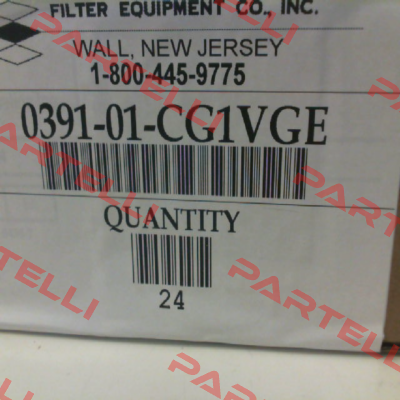 FILTER EQUIPMENT CO., INC.
WALL, NEW JERSEY
1-800-445-9775
0391-01-CG1VGE
QUANTITY
24
PARTELLI
PARTELLI
PARTELLI